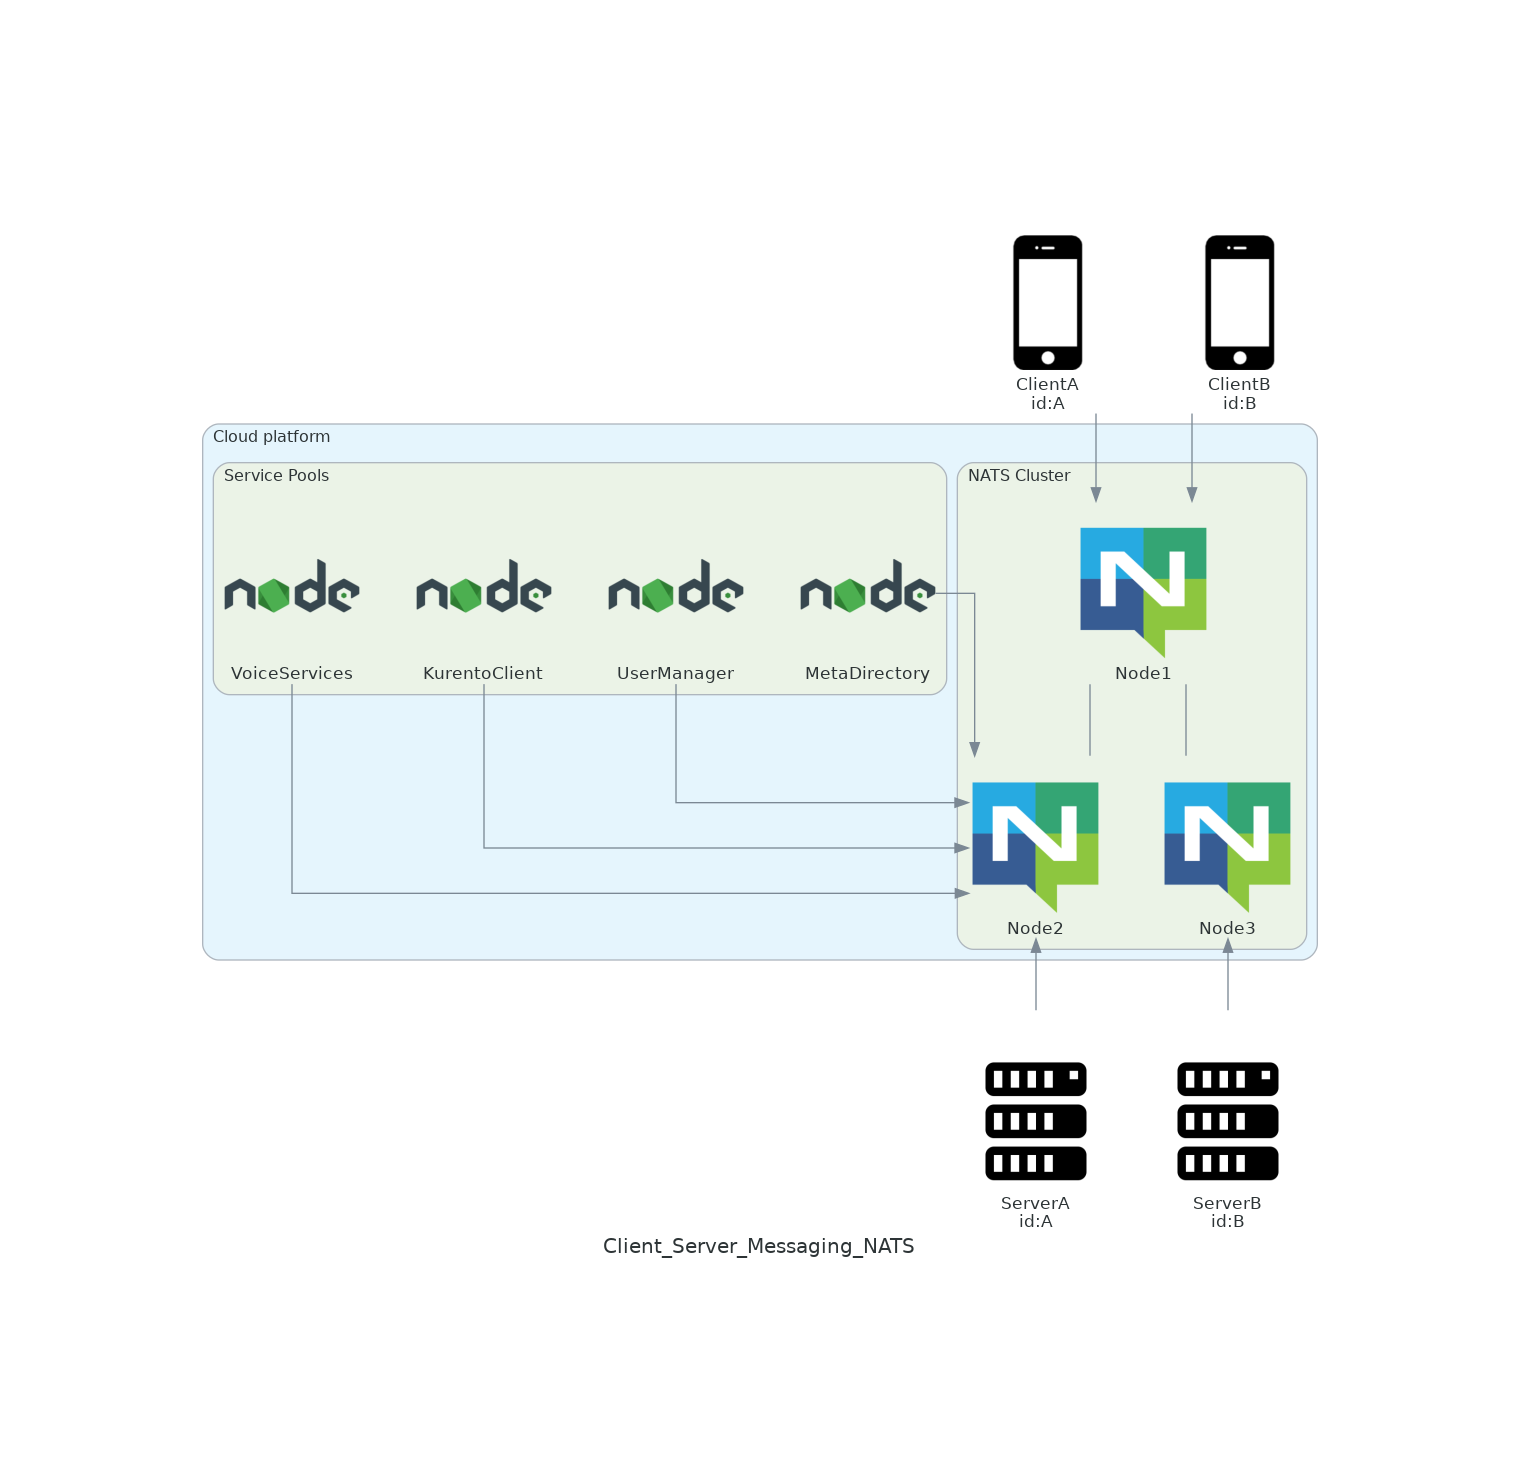 ClientA
id:A
ClientB
id:B
Cloud platform
Service Pools
NATS Cluster
node
node
node
node
N
VoiceServices
KurentoClient
UserManager
MetaDirectory
Node1
N
N
Node2
Node3
ServerA
id:A
ServerB
id:B
Client_Server_Messaging_NATS